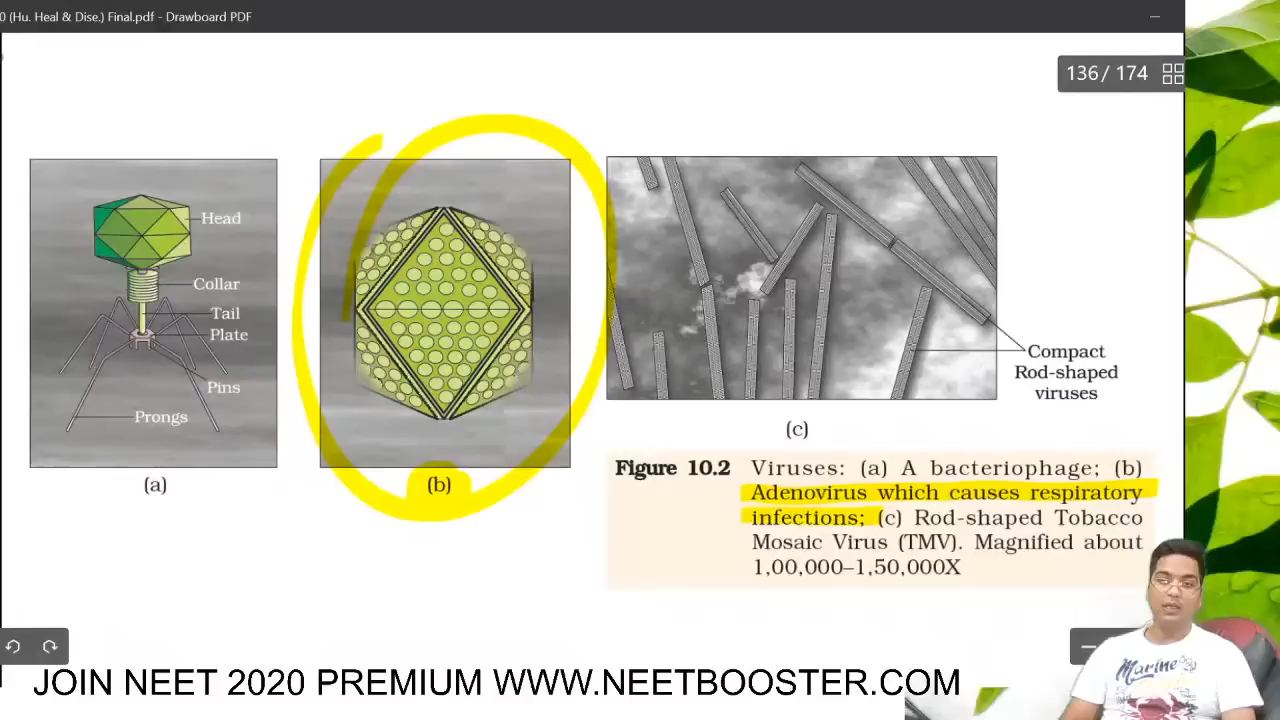 0 (Hu. Heal & Dise.) Final.pdf - Drawboard PDF
136 / 174
Head
Collar
Tail
Plate
Pins
Prongs
(a)
(b)
Compact
Rod-shaped
viruses
(c)
Figure 10.2 Viruses: (a) A bacteriophage; (b)
Adenovirus which causes respiratory
infections; (c) Rod-shaped Tobacco
Mosaic Virus (TMV). Magnified about
1,00,000–1,50,000X
Marine
JOIN NEET 2020 PREMIUM WWW.NEETBOOSTER.COM